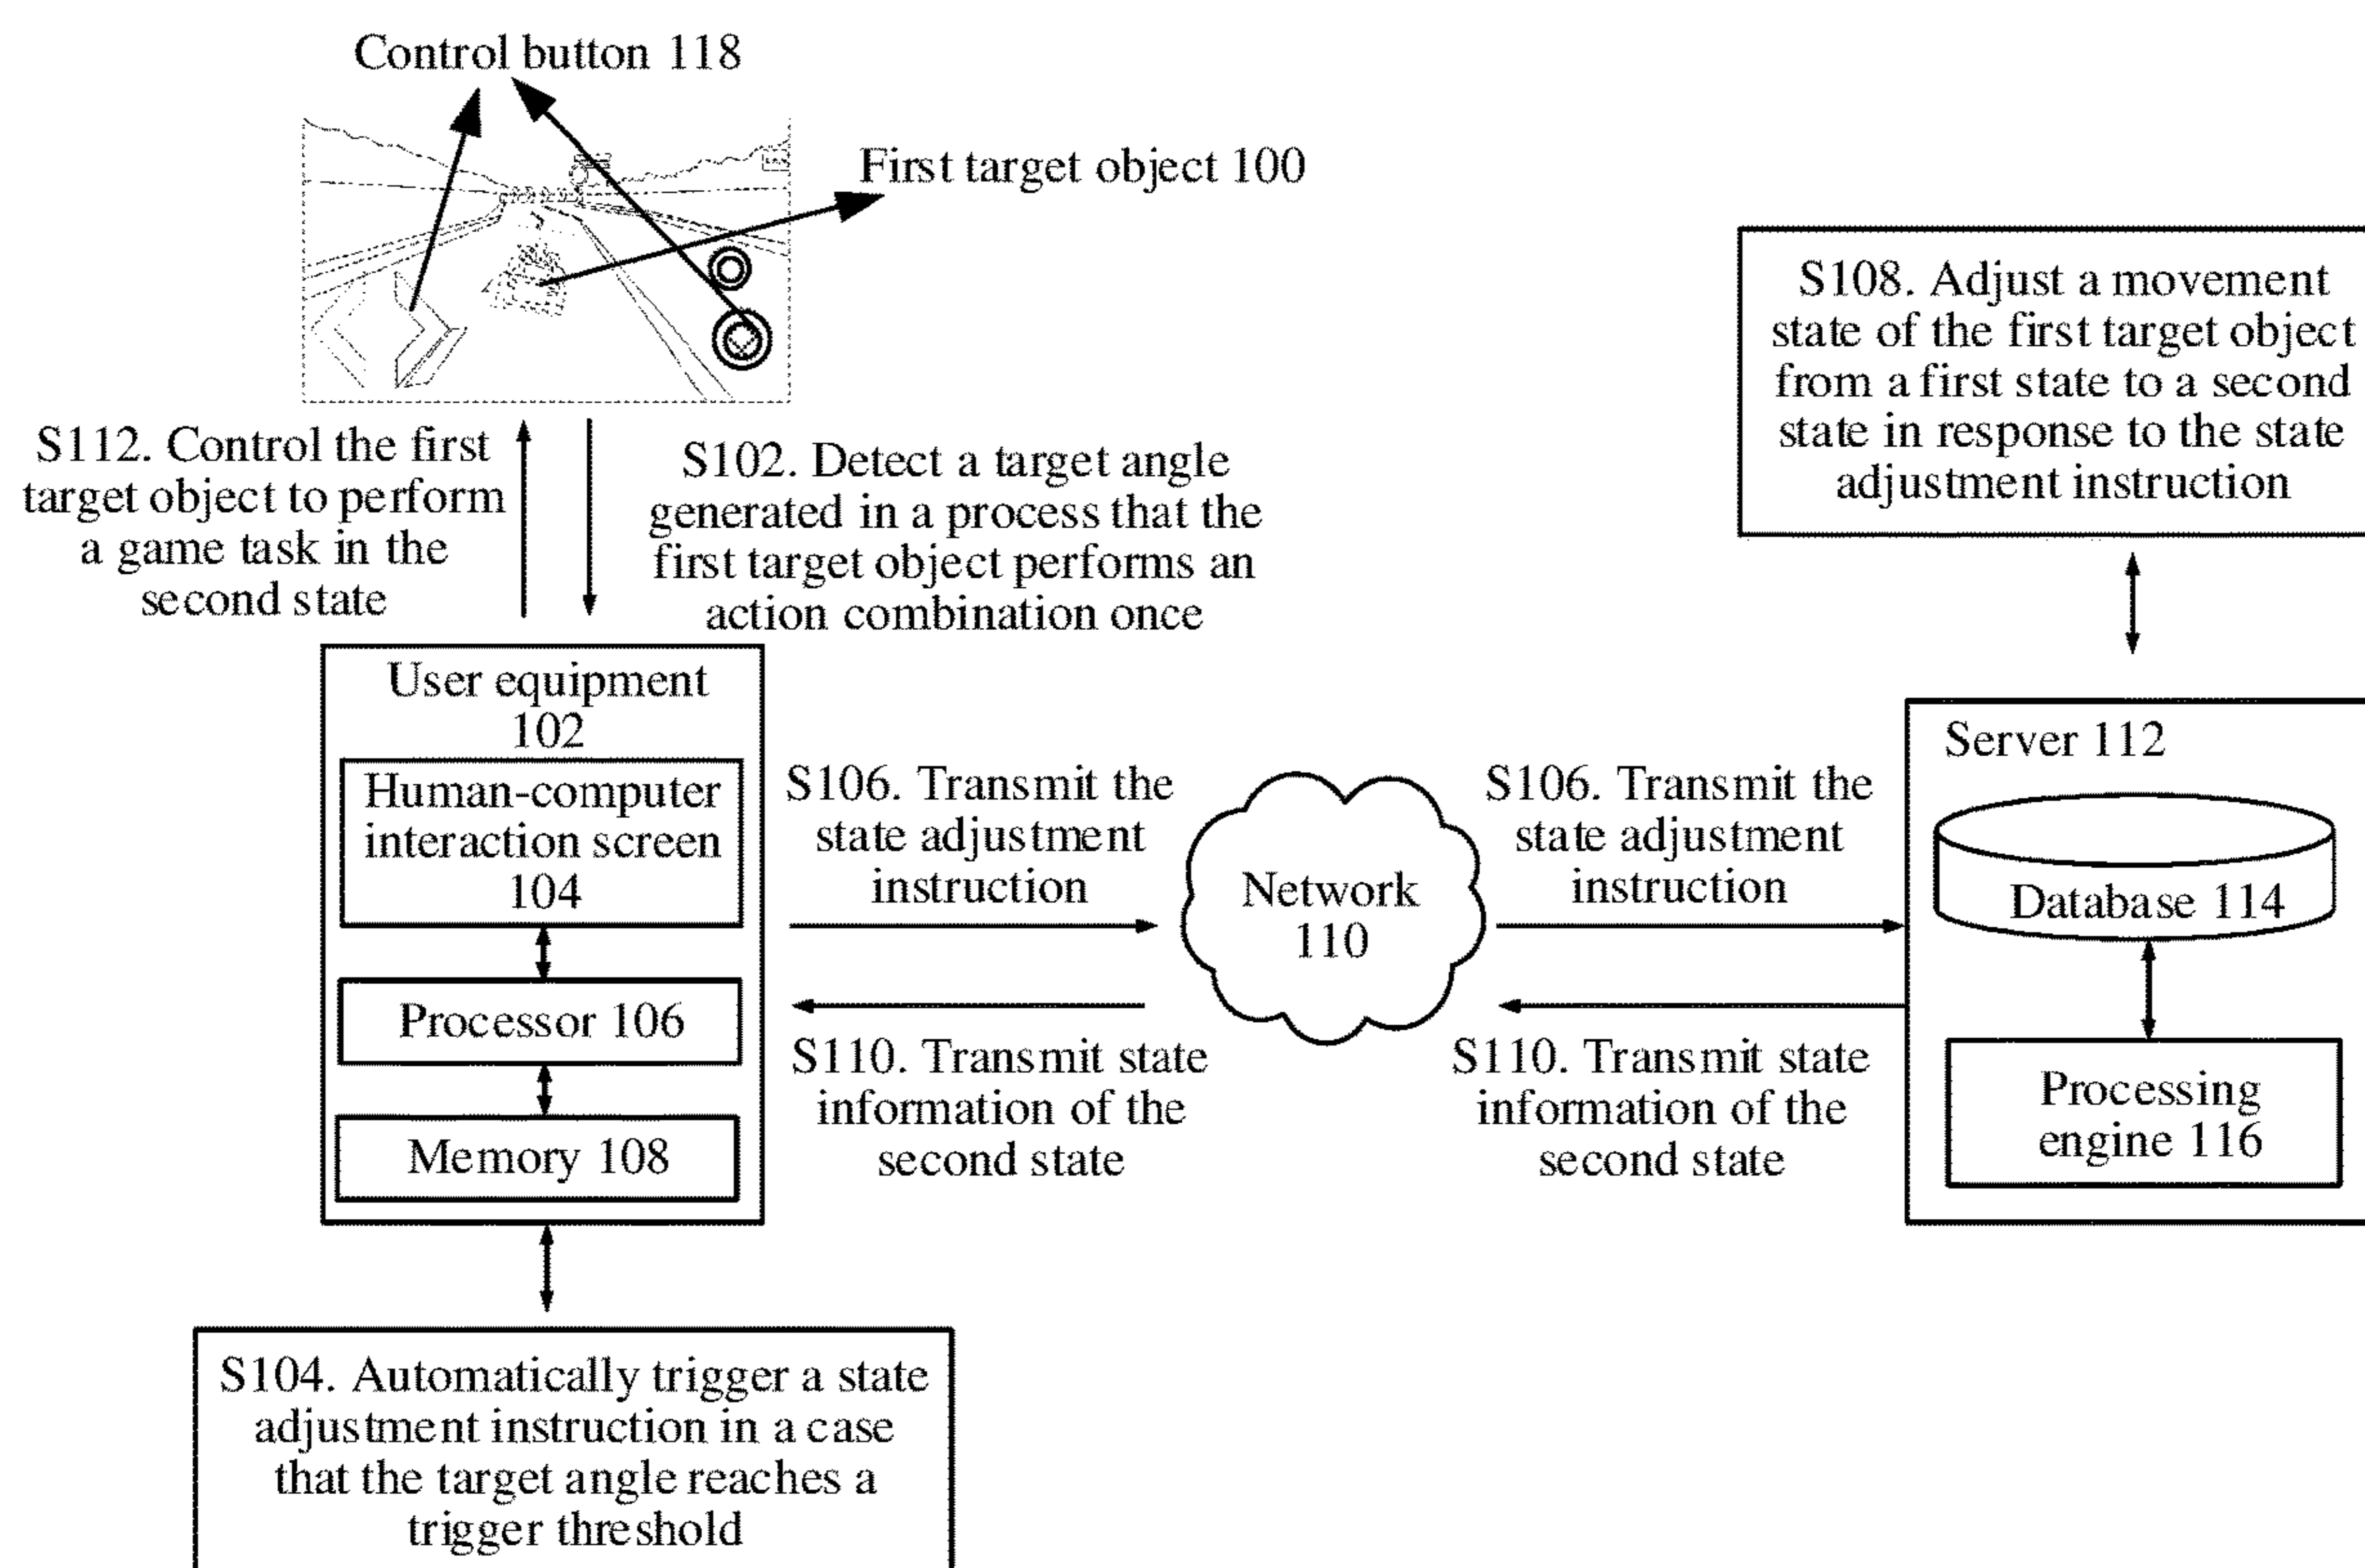 Control button 118
First target object 100
S108. Adjust a movement
state of the first target object
from a first state to a second
state in response to the state
adjustment instruction
S112. Control the first
target object to perform
a game task in the
second state
S102. Detect a target angle
generated in a process that the
first target object performs an
action combination once
User equipment
102
Human-computer
interaction screen
104
Processor 106
Memory 108
S106. Transmit the
state adjustment
instruction
Network
110
S106. Transmit the
state adjustment
instruction
S110. Transmit state
information of the
second state
S110. Transmit state
information of the
second state
Server 112
Database 114
Processing
engine 116
S104. Automatically trigger a state
adjustment instruction in a case
that the target angle reaches a
trigger threshold